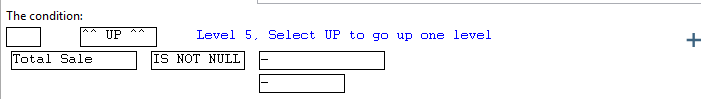 The condition:
^^ UP ^^ Level 5, Select UP to go up one level
Total Sale IS NOT NULL –
–